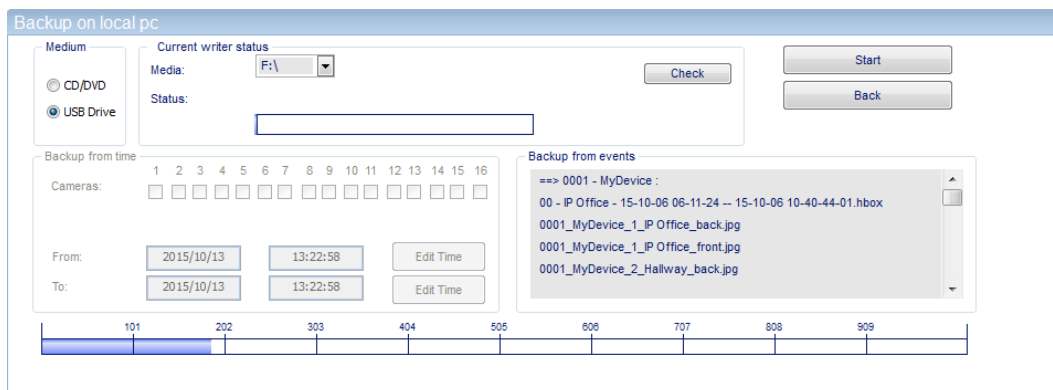 Backup on local pc
Medium
CD/DVD
USB Drive
Current writer status
Media: F:\
Check
Status:
Start
Back
Backup from time
1 2 3 4 5 6 7 8 9 10 11 12 13 14 15 16
Cameras:
From: 2015/10/13 13:22:58 Edit Time
To: 2015/10/13 13:22:58 Edit Time
Backup from events
==> 0001 - MyDevice :
00 - IP Office - 15-10-06 06-11-24 -- 15-10-06 10-40-44-01.hbox
0001_MyDevice_1_IP Office_back.jpg
0001_MyDevice_1_IP Office_front.jpg
0001_MyDevice_2_Hallway_back.jpg
101 202 303 404 505 606 707 808 909